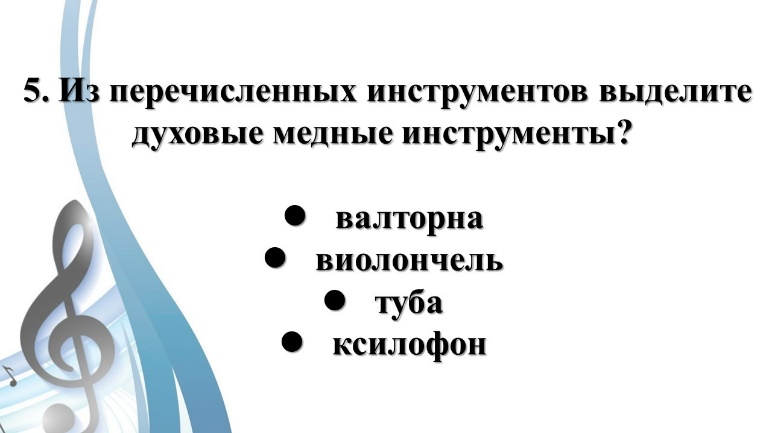 5. Из перечисленных инструментов выделите
духовые медные инструменты?
● валторна
● виолончель
● туба
● ксилофон